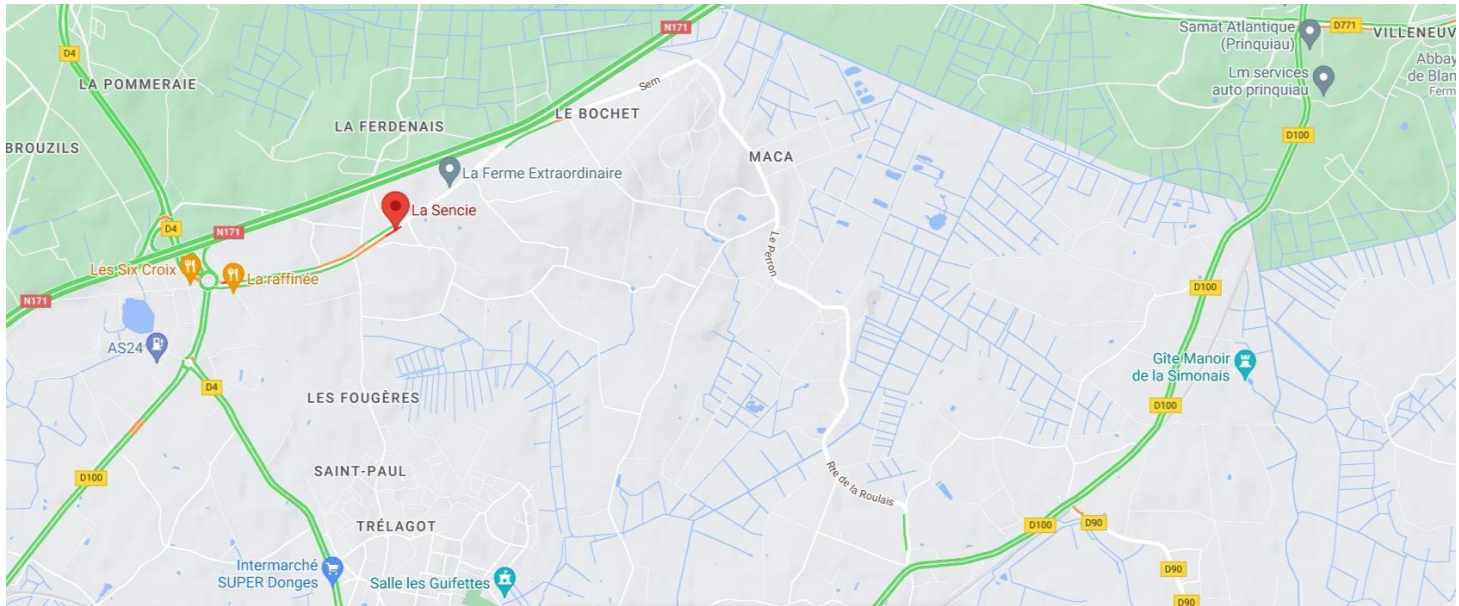 N171
D771
Samat Atlantique
(Prinquiau)
VILLENEUV
D4
Abbay
de Blan
Ferm
Lm services
auto prinquiau
LA POMMERAIE
Sem
LE BOCHET
LA FERDENAIS
D100
BROUZILS
MACA
La Ferme Extraordinaire
La Sencie
D4
N171
Le Perron
Les Six Croix
La raffinée
D100
N171
AS24
Gîte Manoir
de la Simonais
D4
LES FOUGÈRES
D100
SAINT-PAUL
D100
Rte de la Roulais
TRÉLAGOT
D100
D90
Intermarché
SUPER Donges
Salle les Guifettes
D90
D90